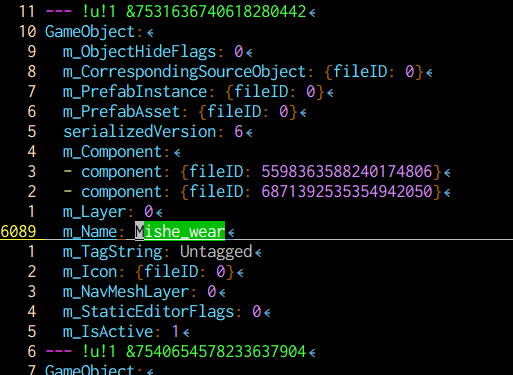 11 --- !u!1 &7531636740618280442
10 GameObject:
9 m_ObjectHideFlags: 0
8 m_CorrespondingSourceObject: {fileID: 0}
7 m_PrefabInstance: {fileID: 0}
6 m_PrefabAsset: {fileID: 0}
5 serializedVersion: 6
4 m_Component:
3 - component: {fileID: 5598363588240174806}
2 - component: {fileID: 6871392535354942050}
1 m_Layer: 0
6089 m_Name: Mishe_wear
1 m_TagString: Untagged
2 m_Icon: {fileID: 0}
3 m_NavMeshLayer: 0
4 m_StaticEditorFlags: 0
5 m_IsActive: 1
6 --- !u!1 &7540654578233637904
7 GameObject: